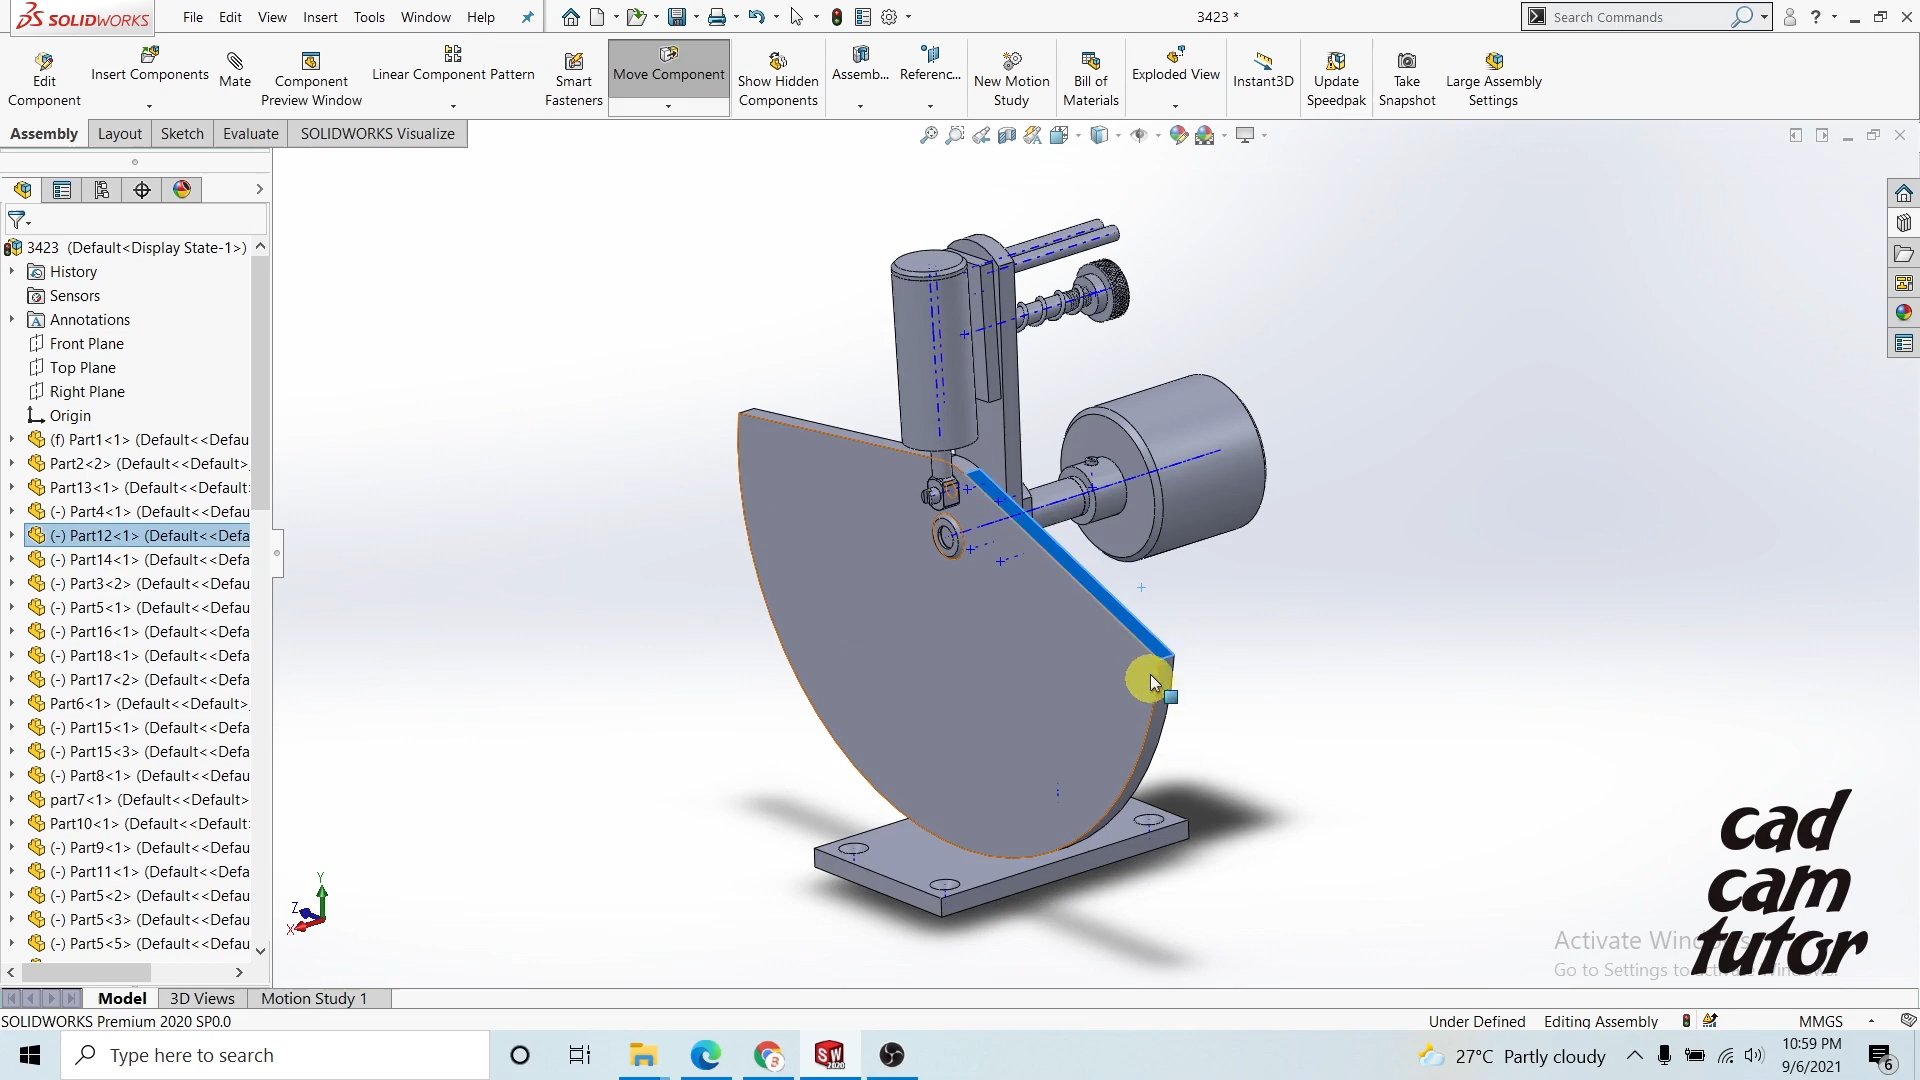 SOLIDWORKS File Edit View Insert Tools Window Help 3423 * Search Commands
Edit Component Insert Components Mate Component Preview Window Linear Component Pattern Smart Fasteners Move Component Show Hidden Components Assemb... Referenc... New Motion Study Bill of Materials Exploded View Instant3D Update Speedpak Take Snapshot Large Assembly Settings
Assembly Layout Sketch Evaluate SOLIDWORKS Visualize
3423 (Default<Display State-1>)
History
Sensors
Annotations
Front Plane
Top Plane
Right Plane
Origin
(f) Part1<1> (Default<<Defau
Part2<2> (Default<<Default>
Part13<1> (Default<<Default
(-) Part4<1> (Default<<Defau
(-) Part12<1> (Default<<Defa
(-) Part14<1> (Default<<Defa
(-) Part3<2> (Default<<Defau
(-) Part5<1> (Default<<Defau
(-) Part16<1> (Default<<Defa
(-) Part18<1> (Default<<Defa
(-) Part17<2> (Default<<Defa
Part6<1> (Default<<Default>
(-) Part15<1> (Default<<Defa
(-) Part15<3> (Default<<Defa
(-) Part8<1> (Default<<Defau
part7<1> (Default<<Default>
Part10<1> (Default<<Default
(-) Part9<1> (Default<<Defau
(-) Part11<1> (Default<<Defa
(-) Part5<2> (Default<<Defau
(-) Part5<3> (Default<<Defau
(-) Part5<5> (Default<<Defau
Y
Z
X
cad
cam
tutor
Activate Windows
Go to Settings to activate Windows.
Model 3D Views Motion Study 1
SOLIDWORKS Premium 2020 SP0.0 Under Defined Editing Assembly MMGS
Type here to search 27°C Partly cloudy 10:59 PM
9/6/2021 6